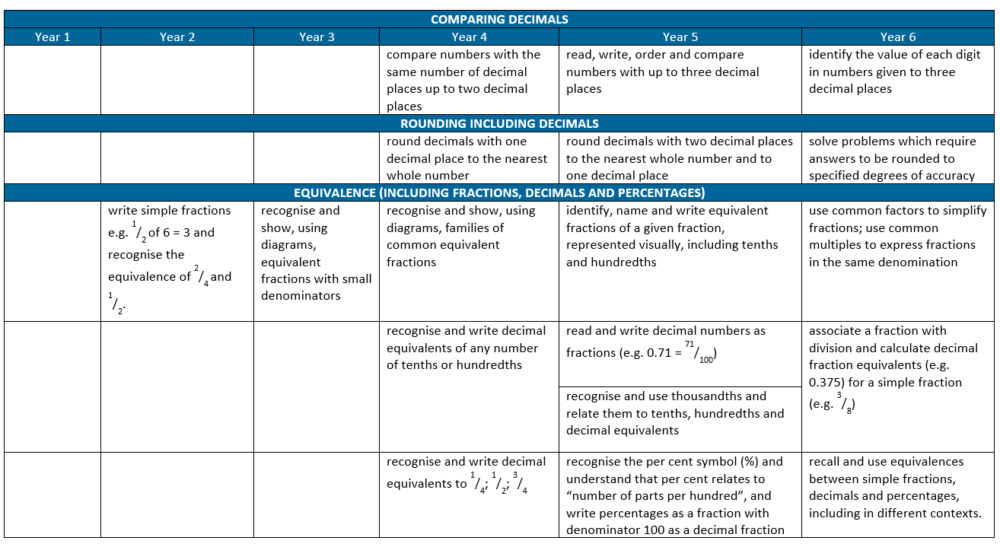 COMPARING DECIMALS
Year 1
Year 2
Year 3
Year 4
Year 5
Year 6
compare numbers with the
same number of decimal
places up to two decimal
places
read, write, order and compare
numbers with up to three decimal
places
identify the value of each digit
in numbers given to three
decimal places
ROUNDING INCLUDING DECIMALS
round decimals with one
decimal place to the nearest
whole number
round decimals with two decimal places
to the nearest whole number and to
one decimal place
solve problems which require
answers to be rounded to
specified degrees of accuracy
EQUIVALENCE (INCLUDING FRACTIONS, DECIMALS AND PERCENTAGES)
write simple fractions
e.g. 1/2 of 6 = 3 and
recognise the
equivalence of 2/4 and
1/2.
recognise and
show, using
diagrams,
equivalent
fractions with small
denominators
recognise and show, using
diagrams, families of
common equivalent
fractions
identify, name and write equivalent
fractions of a given fraction,
represented visually, including tenths
and hundredths
use common factors to simplify
fractions; use common
multiples to express fractions
in the same denomination
recognise and write decimal
equivalents of any number
of tenths or hundredths
read and write decimal numbers as
fractions (e.g. 0.71 = 71/100)
recognise and use thousandths and
relate them to tenths, hundredths and
decimal equivalents
associate a fraction with
division and calculate decimal
fraction equivalents (e.g.
0.375) for a simple fraction
(e.g. 3/8)
recognise and write decimal
equivalents to 1/4; 1/2; 3/4
recognise the per cent symbol (%) and
understand that per cent relates to
“number of parts per hundred”, and
write percentages as a fraction with
denominator 100 as a decimal fraction
recall and use equivalences
between simple fractions,
decimals and percentages,
including in different contexts.